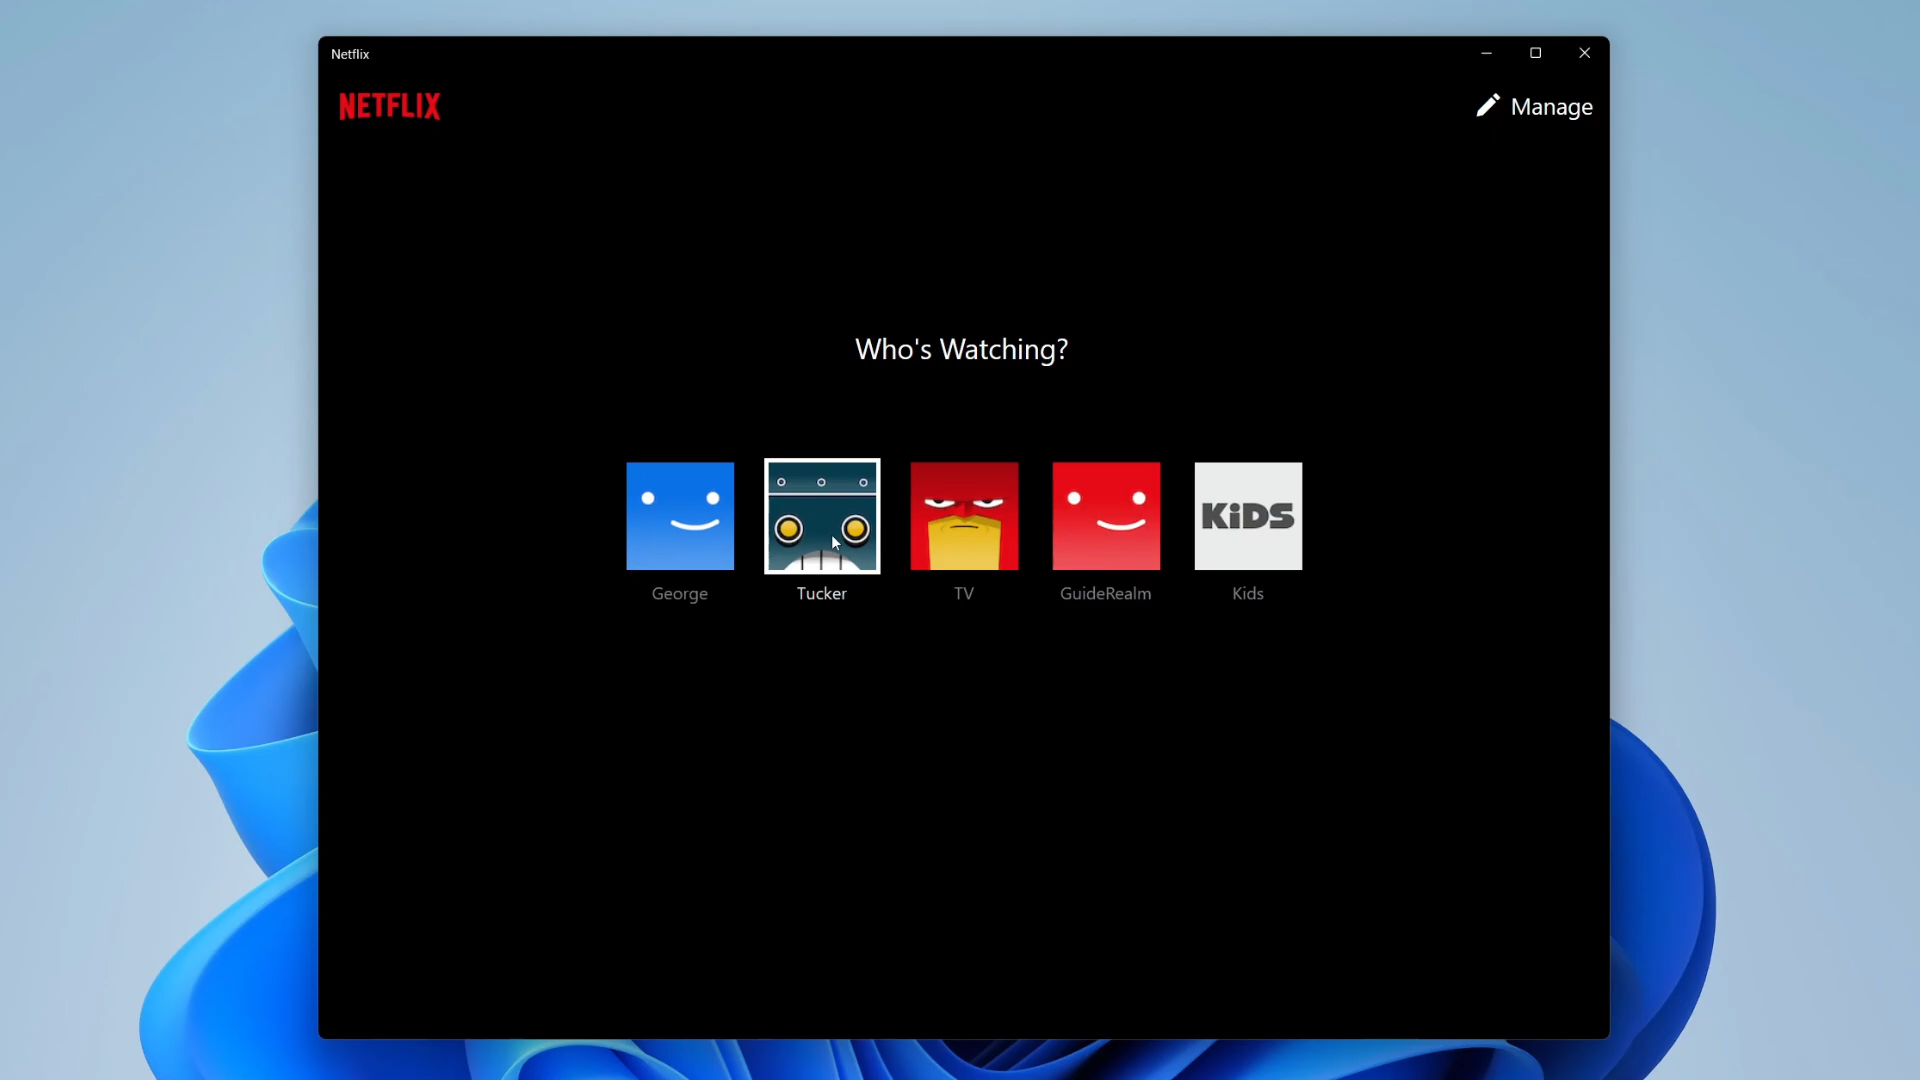 Netflix
NETFLIX
Manage
Who's Watching?
KiDS
George
Tucker
TV
GuideRealm
Kids